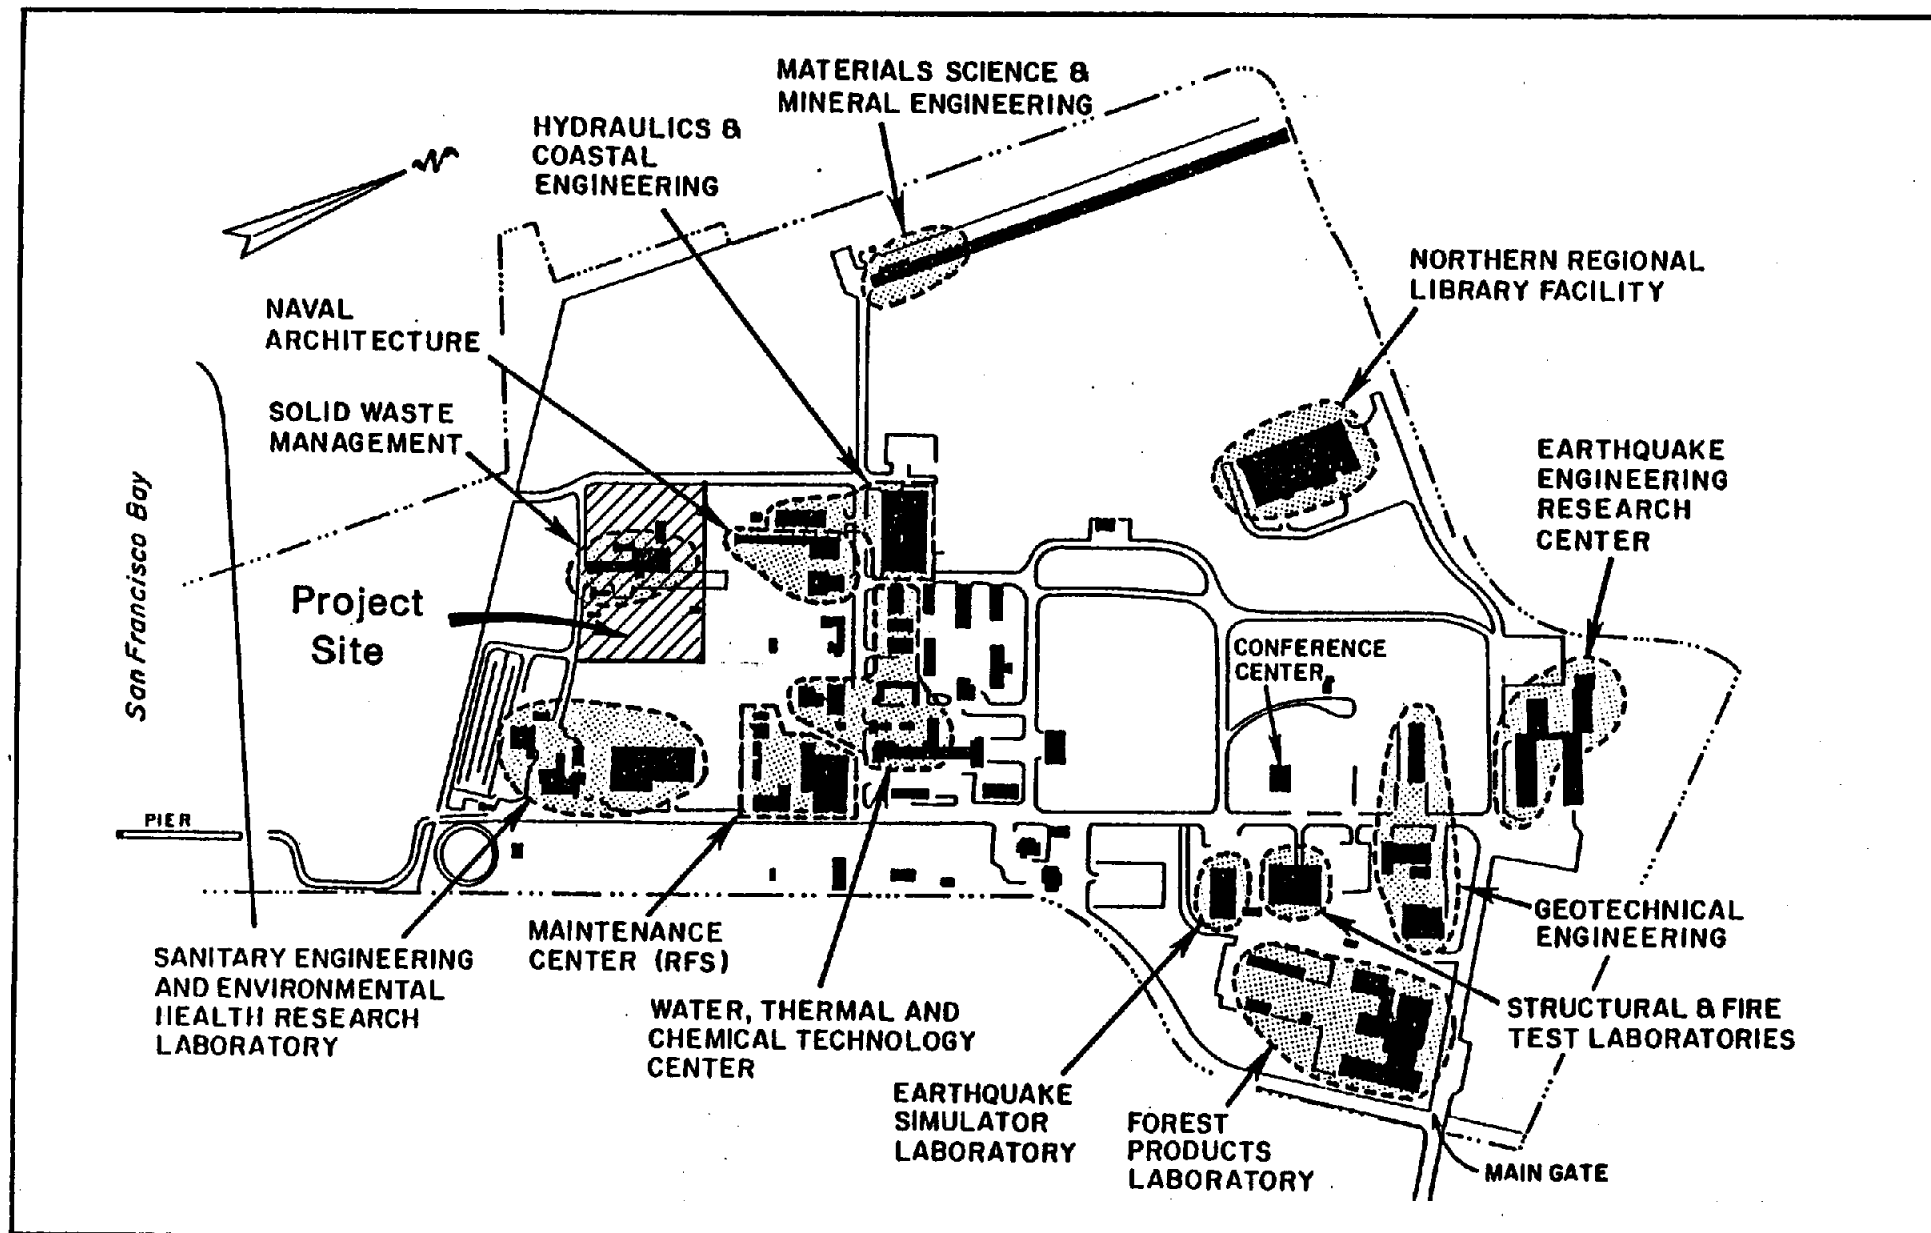 MATERIALS SCIENCE &
MINERAL ENGINEERING
HYDRAULICS &
COASTAL
ENGINEERING
N
NORTHERN REGIONAL
LIBRARY FACILITY
NAVAL
ARCHITECTURE
SOLID WASTE
MANAGEMENT
EARTHQUAKE
ENGINEERING
RESEARCH
CENTER
San Francisco Bay
Project
Site
CONFERENCE
CENTER
PIER
GEOTECHNICAL
ENGINEERING
MAINTENANCE
CENTER (RFS)
SANITARY ENGINEERING
AND ENVIRONMENTAL
HEALTH RESEARCH
LABORATORY
WATER, THERMAL AND
CHEMICAL TECHNOLOGY
CENTER
STRUCTURAL & FIRE
TEST LABORATORIES
EARTHQUAKE
SIMULATOR
LABORATORY
FOREST
PRODUCTS
LABORATORY
MAIN GATE